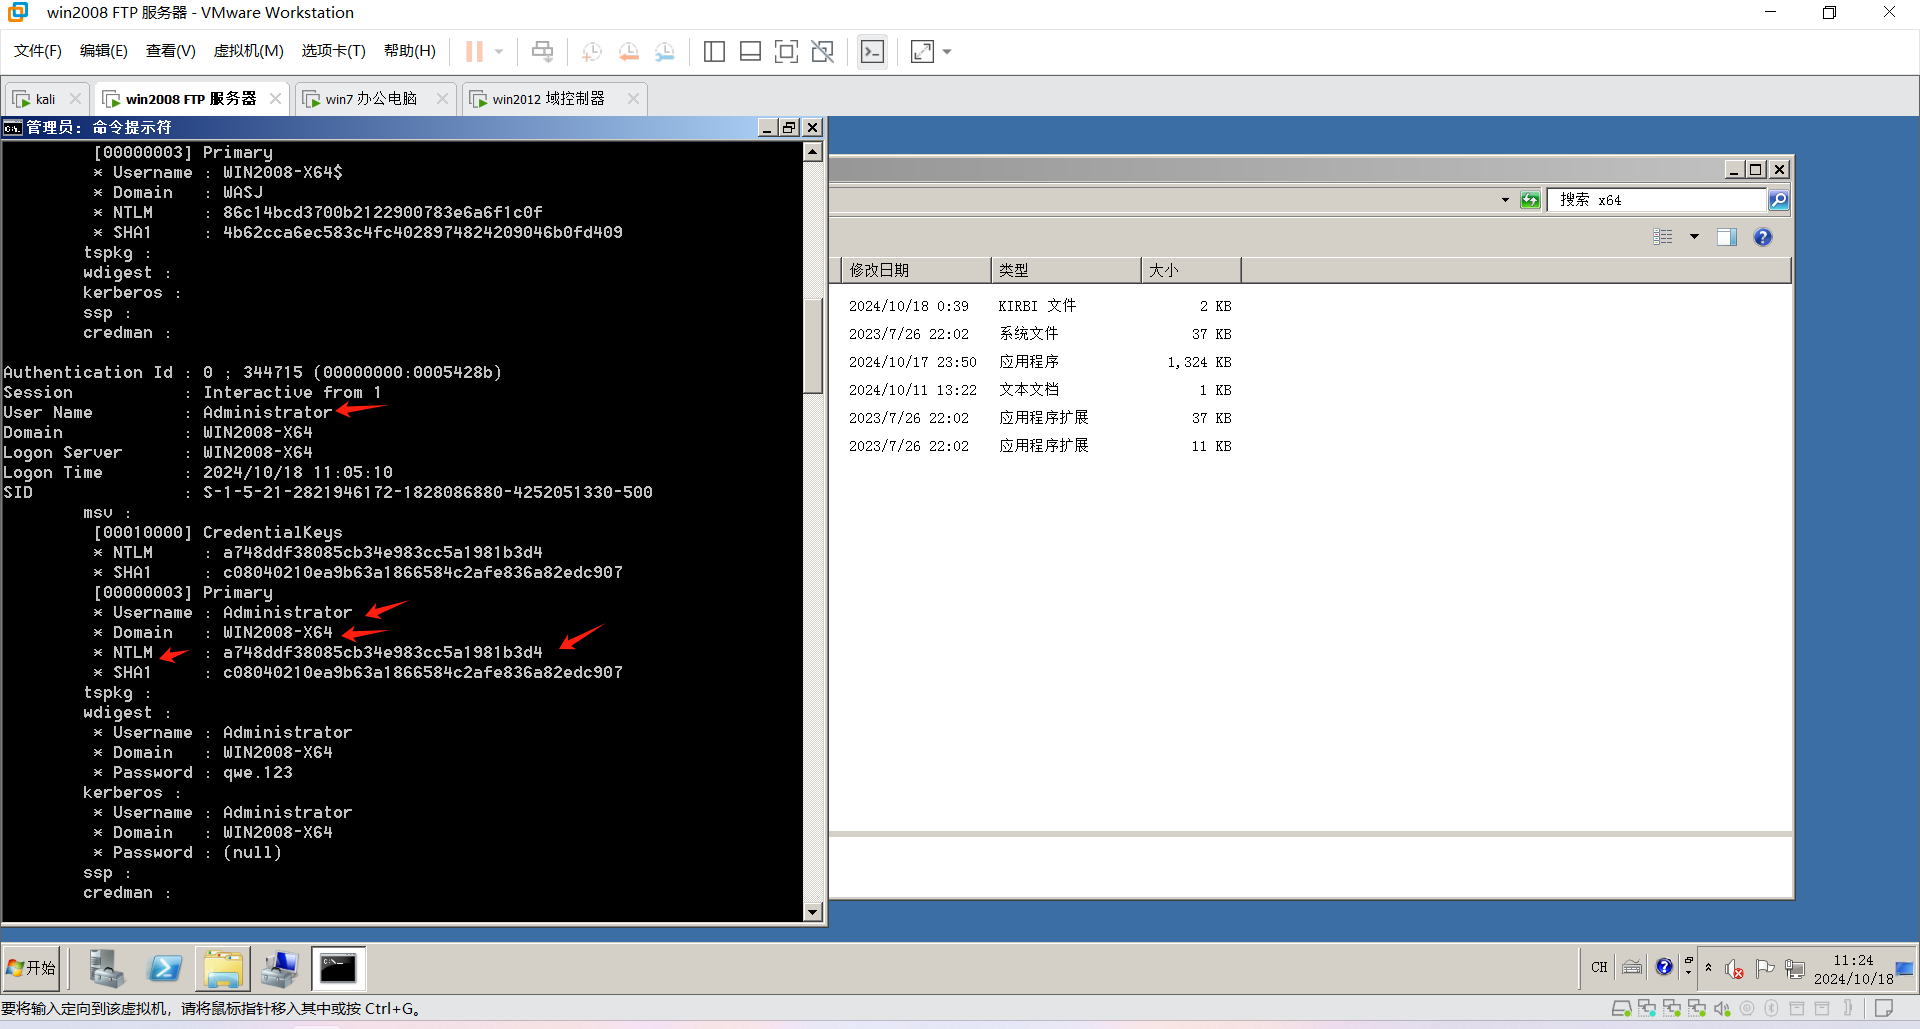 win2008 FTP 服务器 - VMware Workstation
文件(F) 编辑(E) 查看(V) 虚拟机(M) 选项卡(T) 帮助(H)
kali win2008 FTP 服务器 win7 办公电脑 win2012 域控制器
管理员: 命令提示符
[00000003] Primary
* Username : WIN2008-X64$
* Domain : WASJ
* NTLM : 86c14bcd3700b2122900783e6a6f1c0f
* SHA1 : 4b62cca6ec583c4fc4028974824209046b0fd409
tspkg :
wdigest :
kerberos :
ssp :
credman :
Authentication Id : 0 ; 344715 (00000000:0005428b)
Session : Interactive from 1
User Name : Administrator
Domain : WIN2008-X64
Logon Server : WIN2008-X64
Logon Time : 2024/10/18 11:05:10
SID : S-1-5-21-2821946172-1828086880-4252051330-500
msv :
[00010000] CredentialKeys
* NTLM : a748ddf38085cb34e983cc5a1981b3d4
* SHA1 : c08040210ea9b63a1866584c2afe836a82edc907
[00000003] Primary
* Username : Administrator
* Domain : WIN2008-X64
* NTLM : a748ddf38085cb34e983cc5a1981b3d4
* SHA1 : c08040210ea9b63a1866584c2afe836a82edc907
tspkg :
wdigest :
* Username : Administrator
* Domain : WIN2008-X64
* Password : qwe.123
kerberos :
* Username : Administrator
* Domain : WIN2008-X64
* Password : (null)
ssp :
credman :
搜索 x64
修改日期 类型 大小
2024/10/18 0:39 KIRBI 文件 2 KB
2023/7/26 22:02 系统文件 37 KB
2024/10/17 23:50 应用程序 1,324 KB
2024/10/11 13:22 文本文档 1 KB
2023/7/26 22:02 应用程序扩展 37 KB
2023/7/26 22:02 应用程序扩展 11 KB
开始
CH
11:24
2024/10/18
要将输入定向到该虚拟机，请将鼠标指针移入其中或按 Ctrl+G。